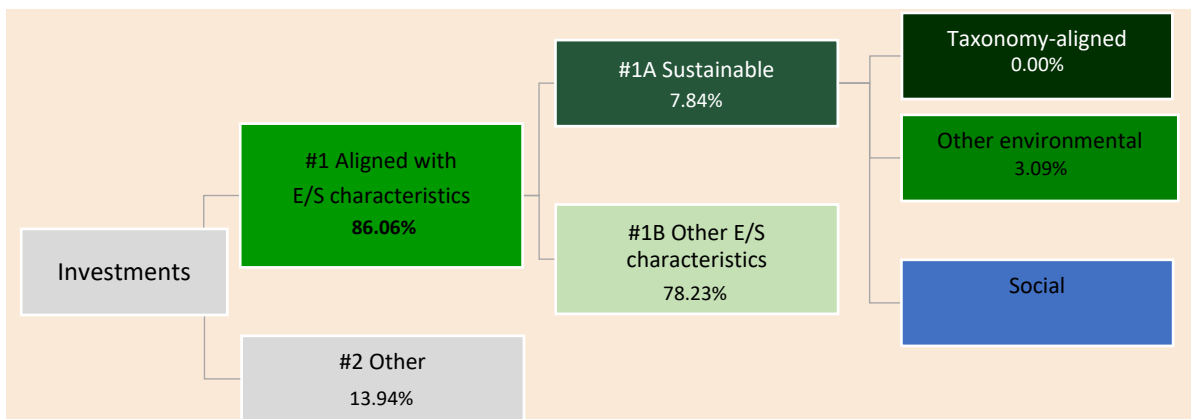 Investments
#1 Aligned with
E/S characteristics
86.06%
#2 Other
13.94%
#1A Sustainable
7.84%
#1B Other E/S
characteristics
78.23%
Taxonomy-aligned
0.00%
Other environmental
3.09%
Social